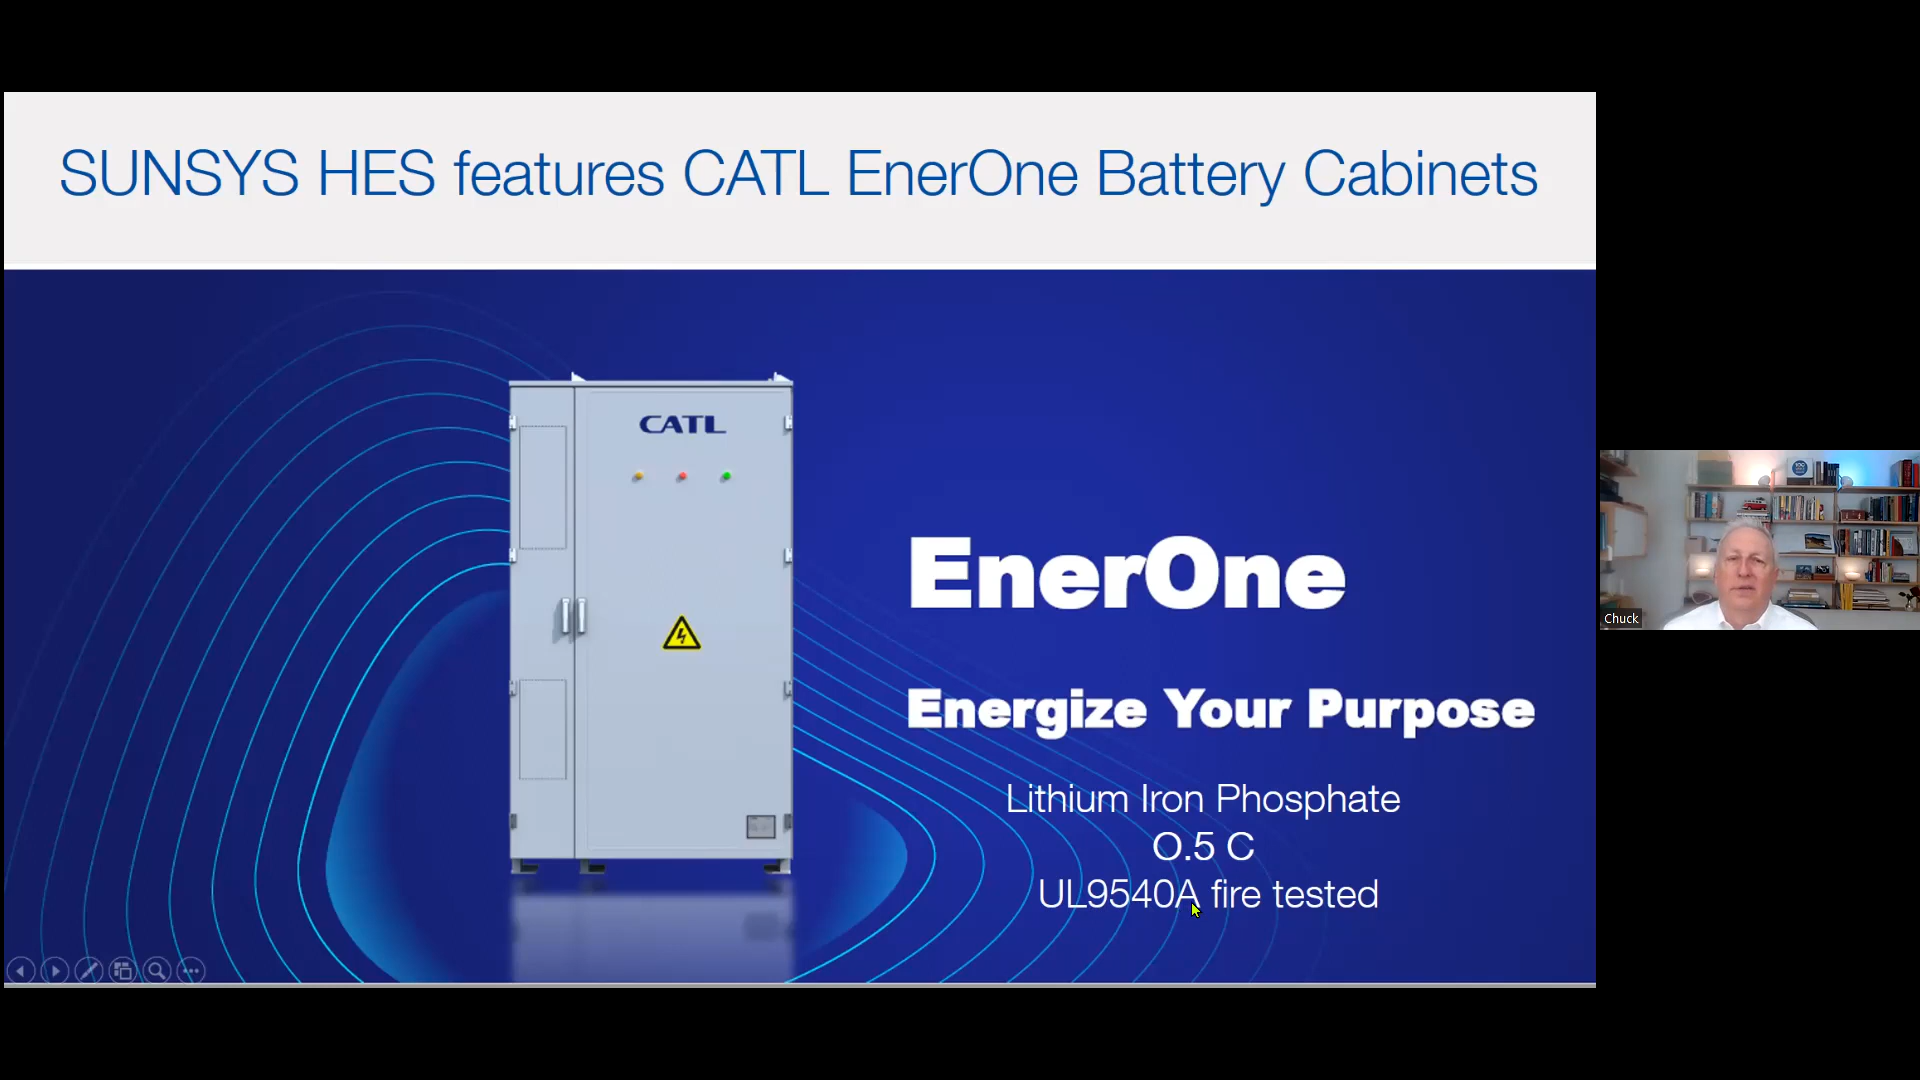 SUNSYS HES features CATL EnerOne Battery Cabinets
CATL
EnerOne
Energize Your Purpose
Lithium Iron Phosphate
0.5 C
UL9540A fire tested
Chuck